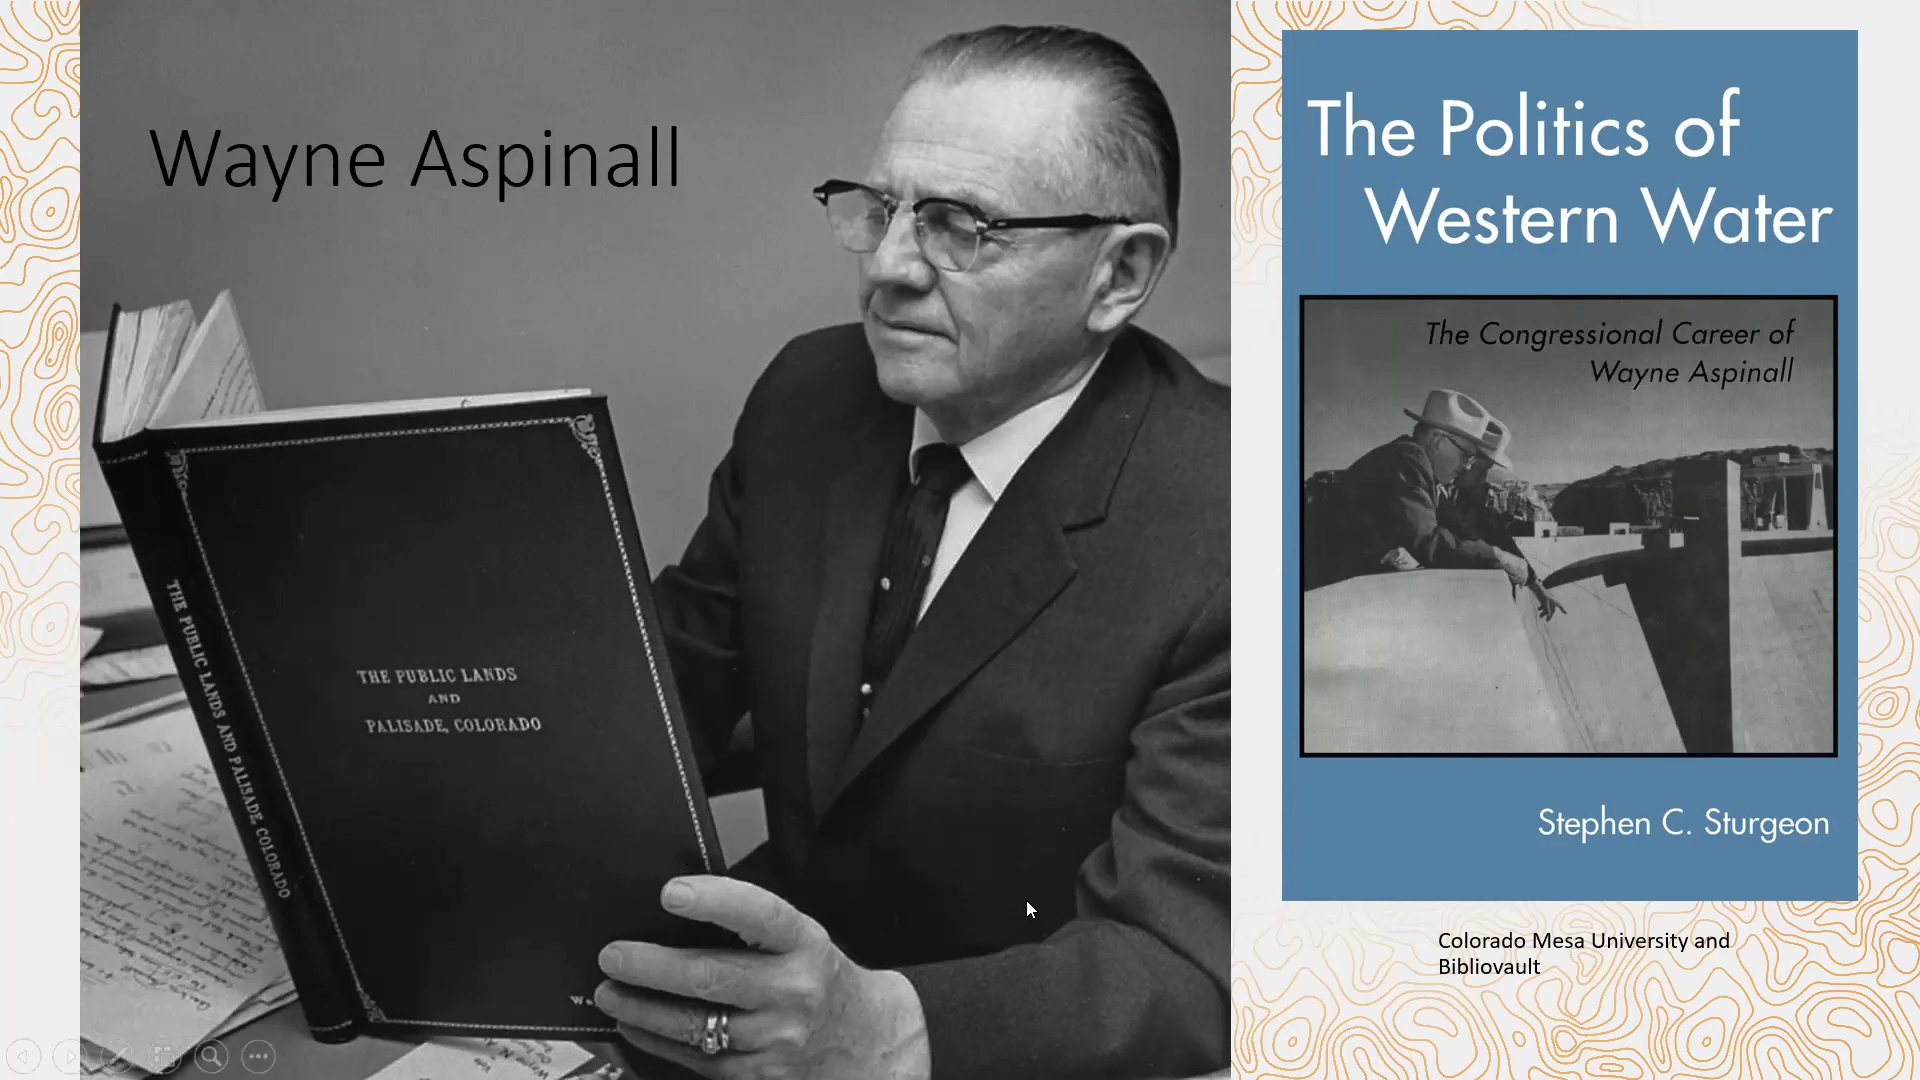 Wayne Aspinall
THE PUBLIC LANDS
AND
PALISADE, COLORADO
THE PUBLIC LANDS AND PALISADE, COLORADO
The Politics of
Western Water
The Congressional Career of
Wayne Aspinall
Stephen C. Sturgeon
Colorado Mesa University and
Bibliovault